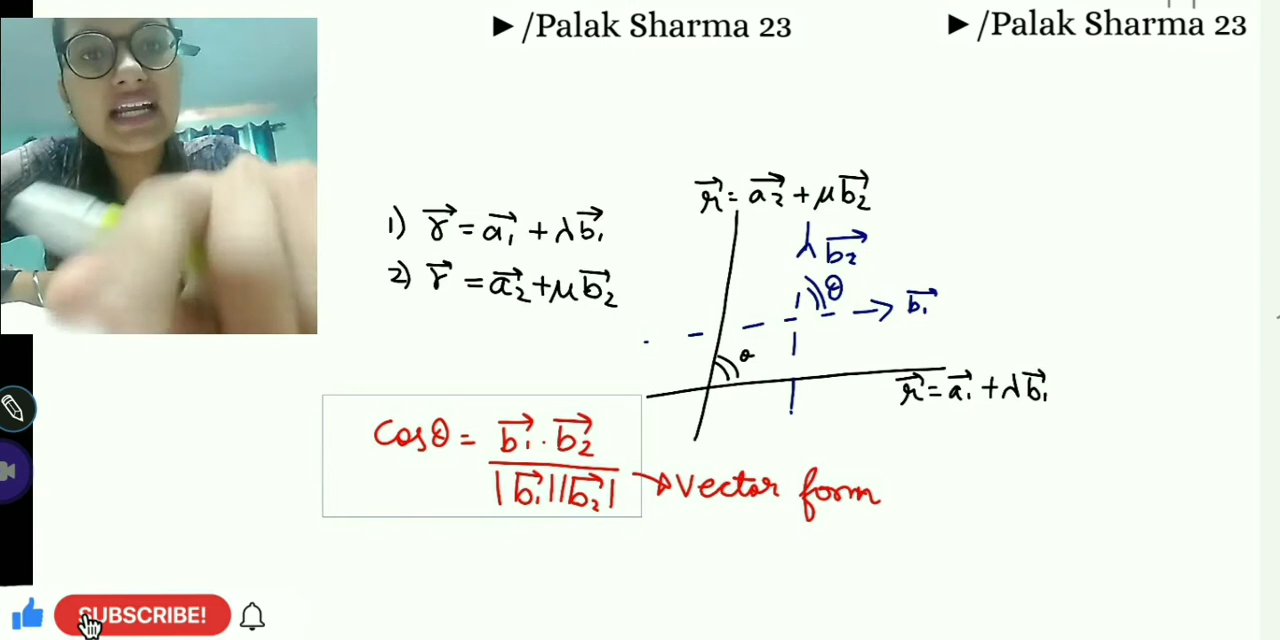 ▶/Palak Sharma 23 ▶/Palak Sharma 23
r⃗ = a⃗₂ + μb⃗₂
1) r⃗ = a⃗₁ + λb⃗₁
b⃗₂
2) r⃗ = a⃗₂ + μb⃗₂
θ
b⃗₁
θ
r⃗ = a⃗₁ + λb⃗₁
Cosθ = b⃗₁ · b⃗₂ / |b⃗₁||b⃗₂| → Vector form
SUBSCRIBE!